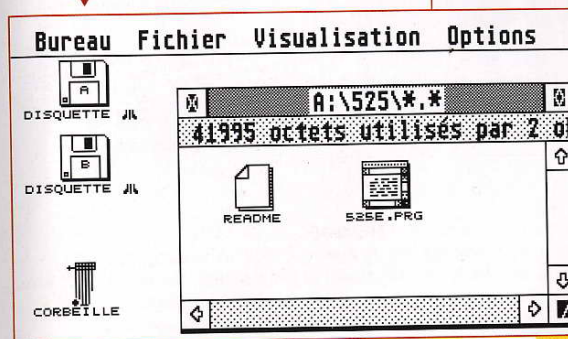 Bureau Fichier Visualisation Options
A
DISQUETTE
A:\525\*.*
41995 octets utilisés par 2
B
DISQUETTE
README
525E.PRG
CORBEILLE